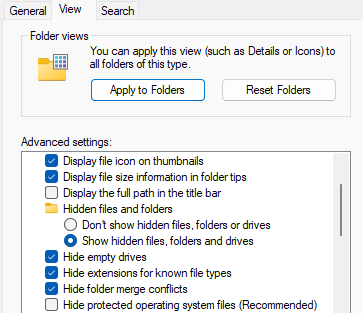 General
View
Search
Folder views
You can apply this view (such as Details or Icons) to
all folders of this type.
Apply to Folders
Reset Folders
Advanced settings:
Display file icon on thumbnails
Display file size information in folder tips
Display the full path in the title bar
Hidden files and folders
Don't show hidden files, folders or drives
Show hidden files, folders and drives
Hide empty drives
Hide extensions for known file types
Hide folder merge conflicts
Hide protected operating system files (Recommended)